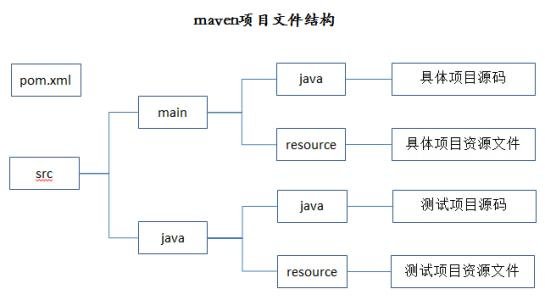 maven项目文件结构
pom.xml
java
具体项目源码
main
resource
具体项目资源文件
src
java
测试项目源码
java
resource
测试项目资源文件